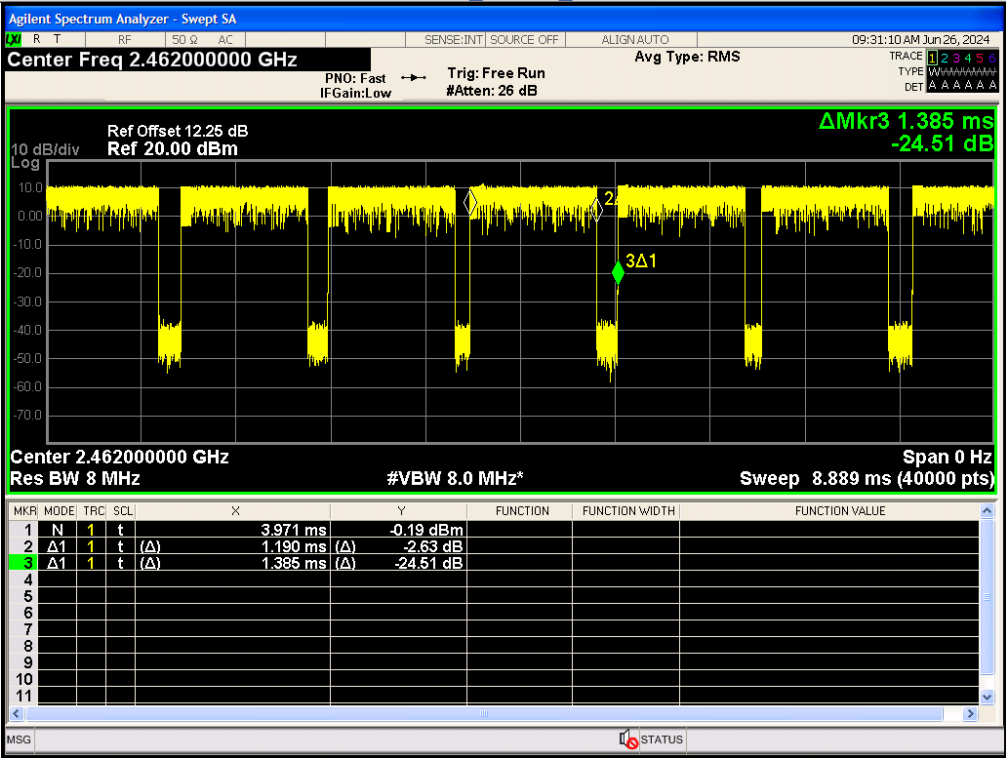 Agilent Spectrum Analyzer - Swept SA
LXI R T RF 50 Ω AC SENSE:INT SOURCE OFF ALIGN AUTO 09:31:10 AM Jun 26, 2024
Center Freq 2.462000000 GHz
Avg Type: RMS
TRACE 1 2 3 4 5 6
PNO: Fast Trig: Free Run
TYPE W W W W W W
IFGain:Low #Atten: 26 dB
DET A A A A A A
ΔMkr3 1.385 ms
-24.51 dB
Ref Offset 12.25 dB
10 dB/div Ref 20.00 dBm
Log
10.0
0.00
-10.0
-20.0
-30.0
-40.0
-50.0
-60.0
-70.0
2Δ
3Δ1
Center 2.462000000 GHz Span 0 Hz
Res BW 8 MHz #VBW 8.0 MHz* Sweep 8.889 ms (40000 pts)
MKR MODE TRC SCL X Y FUNCTION FUNCTION WIDTH FUNCTION VALUE
1 N 1 t 3.971 ms -0.19 dBm
2 Δ1 1 t (Δ) 1.190 ms (Δ) -2.63 dB
3 Δ1 1 t (Δ) 1.385 ms (Δ) -24.51 dB
4
5
6
7
8
9
10
11
MSG STATUS